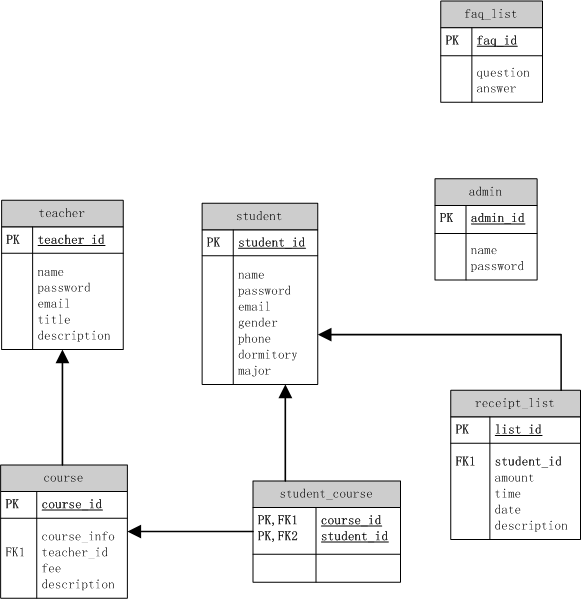 faq_list
PK faq_id
question
answer
admin
PK admin_id
name
password
teacher
PK teacher_id
name
password
email
title
description
student
PK student_id
name
password
email
gender
phone
dormitory
major
receipt_list
PK list_id
FK1 student_id
amount
time
date
description
course
PK course_id
course_info
FK1 teacher_id
fee
description
student_course
PK,FK1 course_id
PK,FK2 student_id